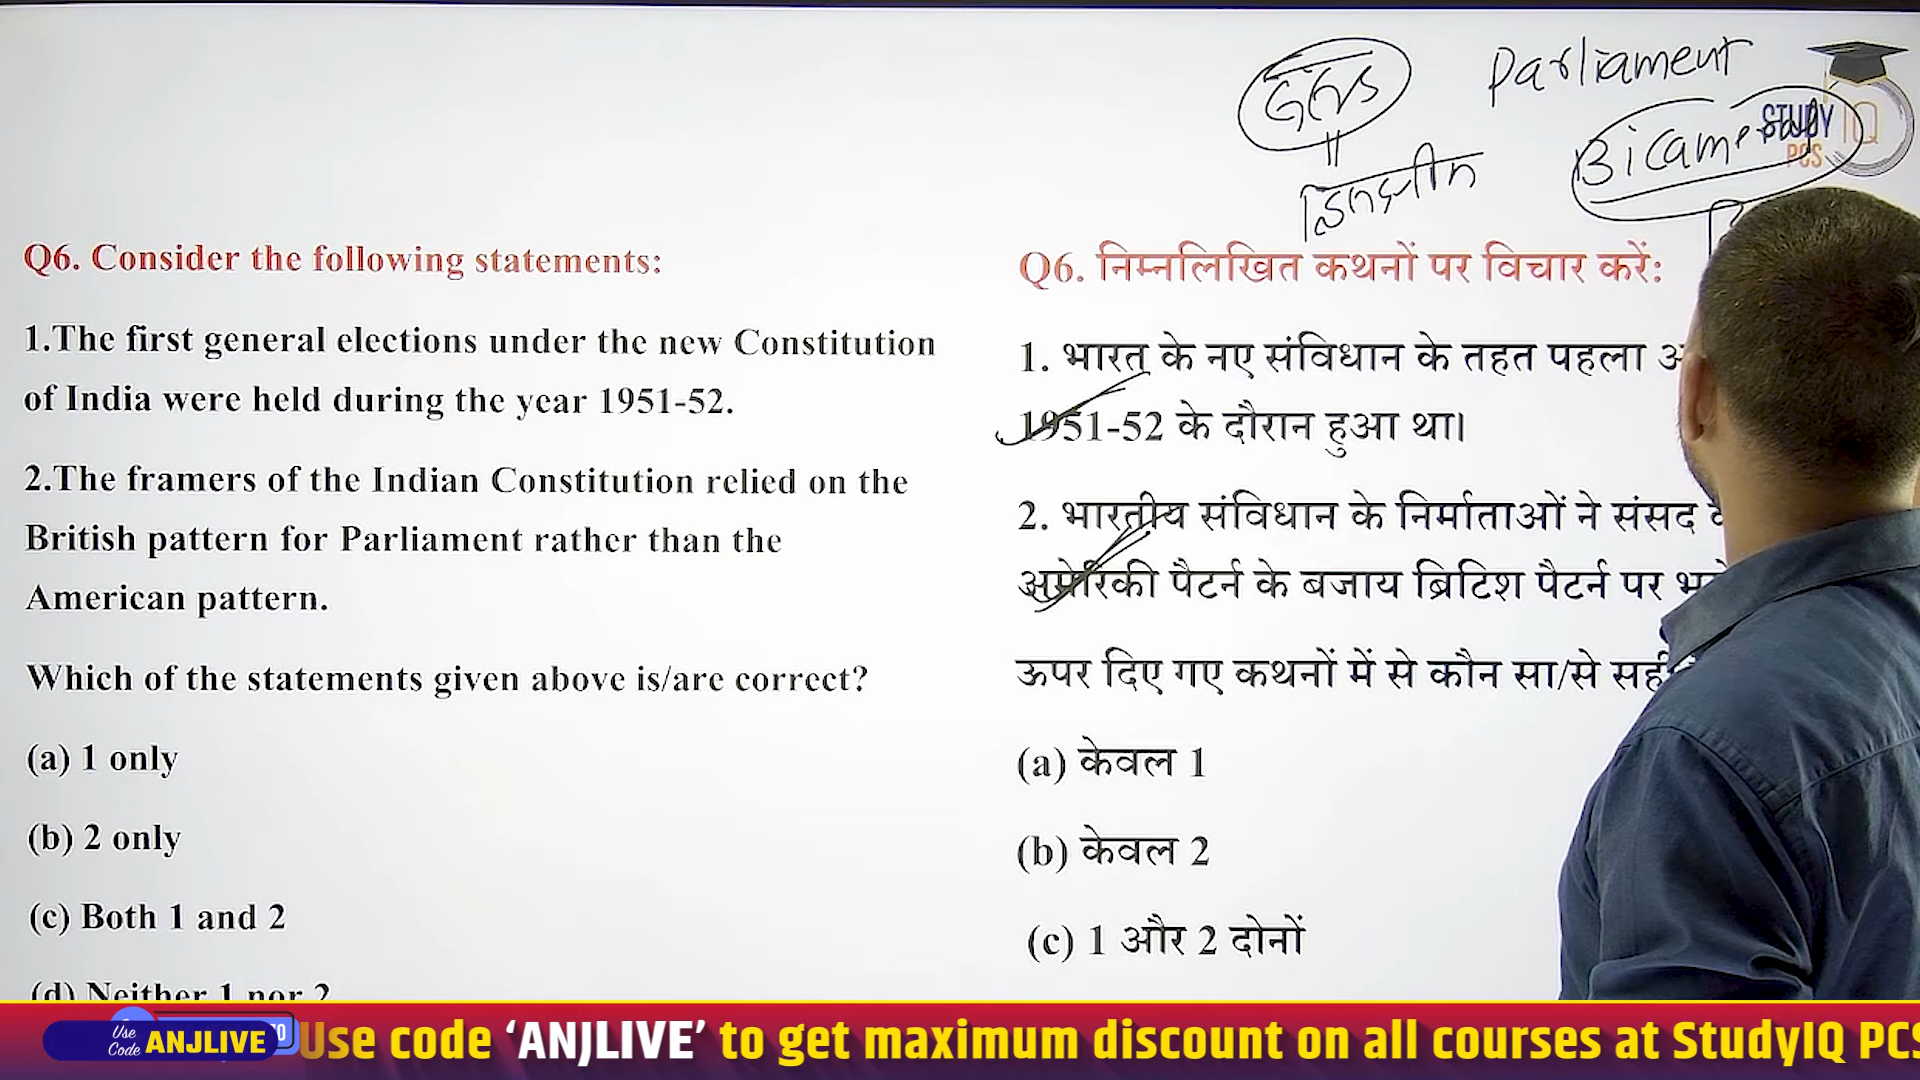 Parliament
Bicameral
STUDY IQ
PCS
Q6. Consider the following statements:
1.The first general elections under the new Constitution
of India were held during the year 1951-52.
2.The framers of the Indian Constitution relied on the
British pattern for Parliament rather than the
American pattern.
Which of the statements given above is/are correct?
(a) 1 only
(b) 2 only
(c) Both 1 and 2
(d) Neither 1 nor 2
Q6. निम्नलिखित कथनों पर विचार करें:
1. भारत के नए संविधान के तहत पहला
1951-52 के दौरान हुआ था।
2. भारतीय संविधान के निर्माताओं ने संसद
अमेरिकी पैटर्न के बजाय ब्रिटिश पैटर्न पर
ऊपर दिए गए कथनों में से कौन सा/से सही
(a) केवल 1
(b) केवल 2
(c) 1 और 2 दोनों
Use
Code ANJLIVE
Use code ‘ANJLIVE’ to get maximum discount on all courses at StudyIQ PCS